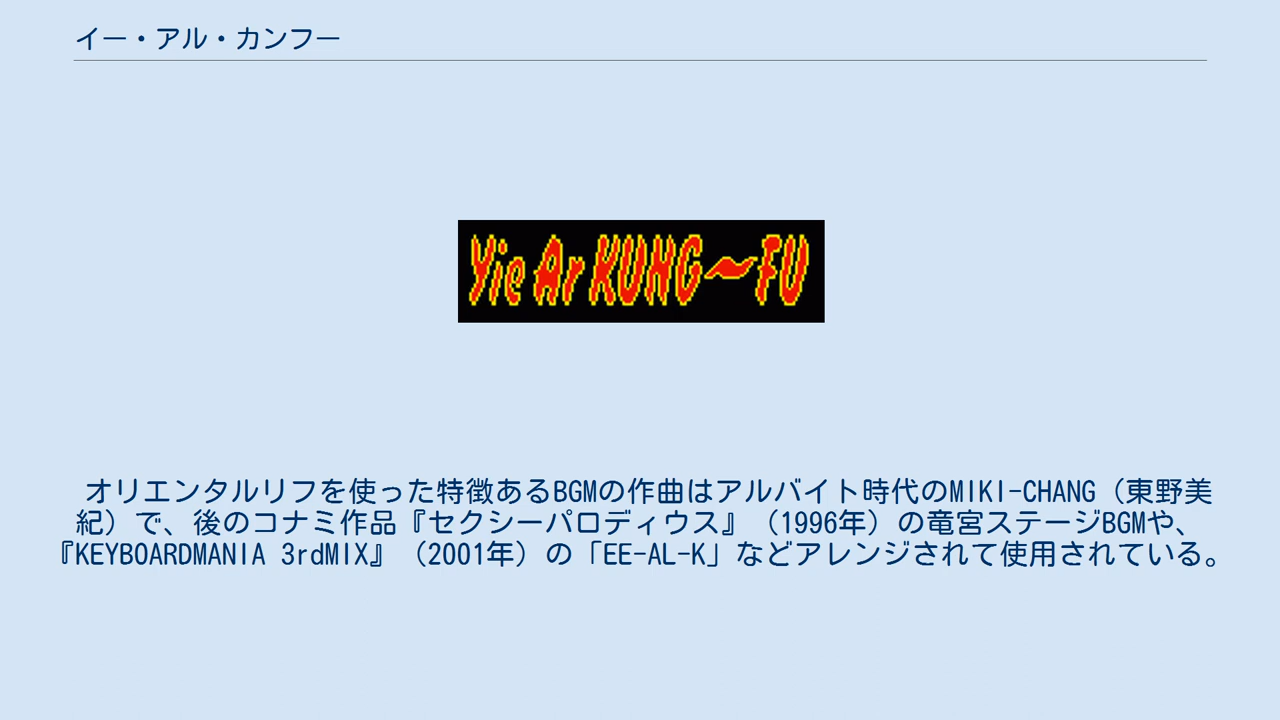 イー・アル・カンフー
Yie Ar KUNG〜FU
オリエンタルリフを使った特徴あるBGMの作曲はアルバイト時代のMIKI-CHANG（東野美
紀）で、後のコナミ作品『セクシーパロディウス』（1996年）の竜宮ステージBGMや、
『KEYBOARDMANIA 3rdMIX』（2001年）の「EE-AL-K」などアレンジされて使用されている。